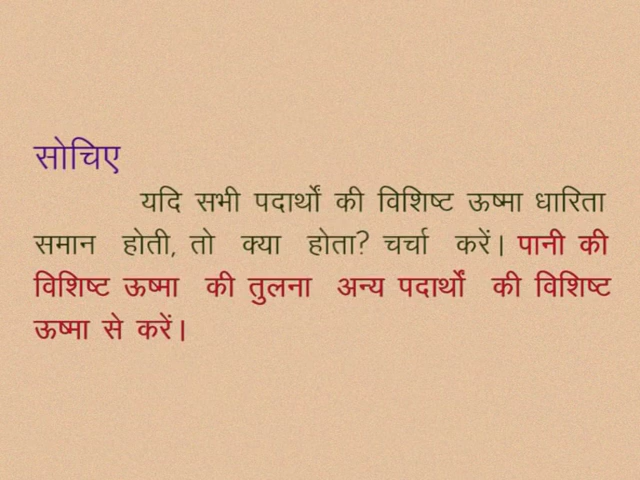 सोचिए
यदि सभी पदार्थों की विशिष्ट ऊष्मा धारिता
समान होती, तो क्या होता? चर्चा करें। पानी की
विशिष्ट ऊष्मा की तुलना अन्य पदार्थों की विशिष्ट
ऊष्मा से करें।